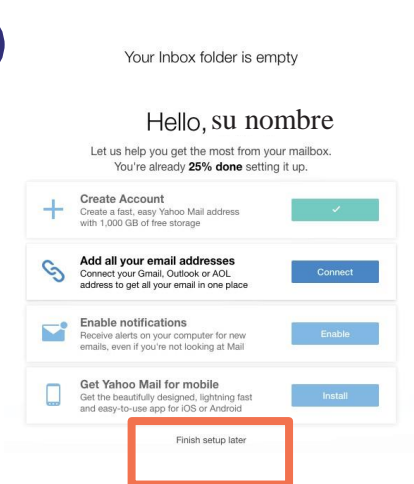 Your Inbox folder is empty
Hello, su nombre
Let us help you get the most from your mailbox.
You're already 25% done setting it up.
Create Account
Create a fast, easy Yahoo Mail address
with 1,000 GB of free storage
Add all your email addresses
Connect your Gmail, Outlook or AOL
address to get all your email in one place
Connect
Enable notifications
Receive alerts on your computer for new
emails, even if you're not looking at Mail
Enable
Get Yahoo Mail for mobile
Get the beautifully designed, lightning fast
and easy-to-use app for iOS or Android
Install
Finish setup later